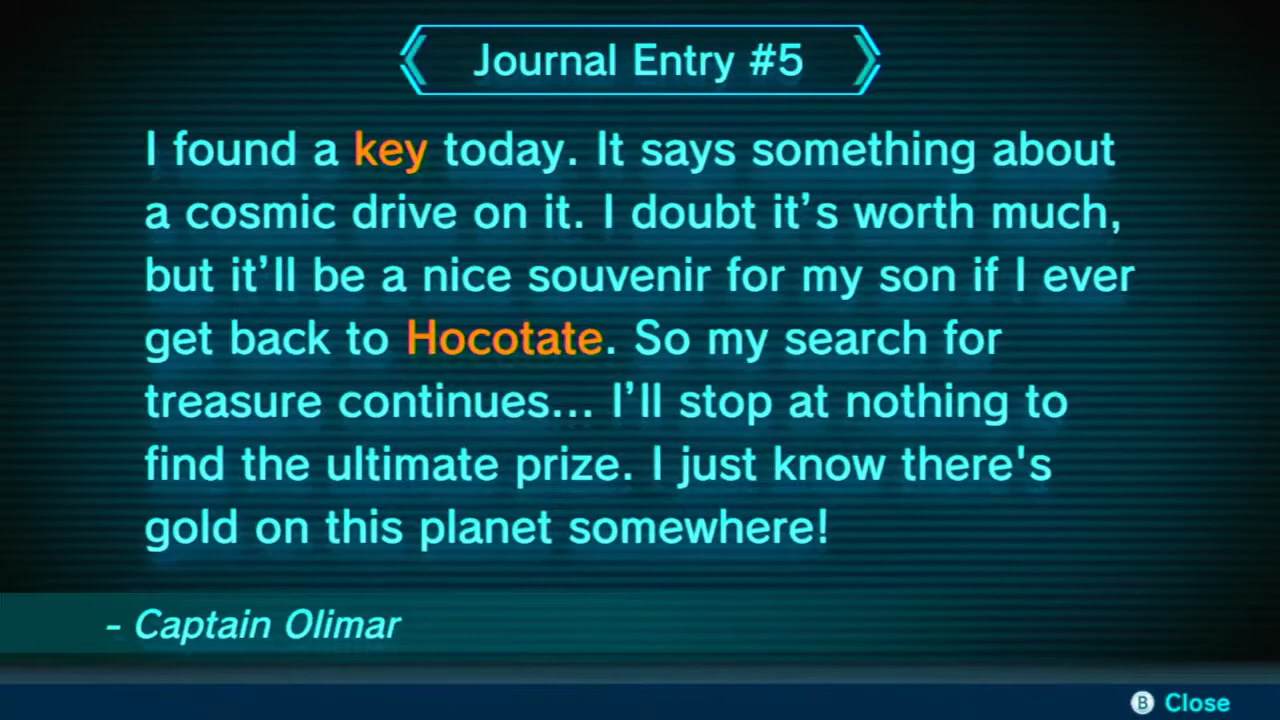 Journal Entry #5
I found a key today. It says something about
a cosmic drive on it. I doubt it’s worth much,
but it’ll be a nice souvenir for my son if I ever
get back to Hocotate. So my search for
treasure continues... I’ll stop at nothing to
find the ultimate prize. I just know there's
gold on this planet somewhere!
- Captain Olimar
B Close